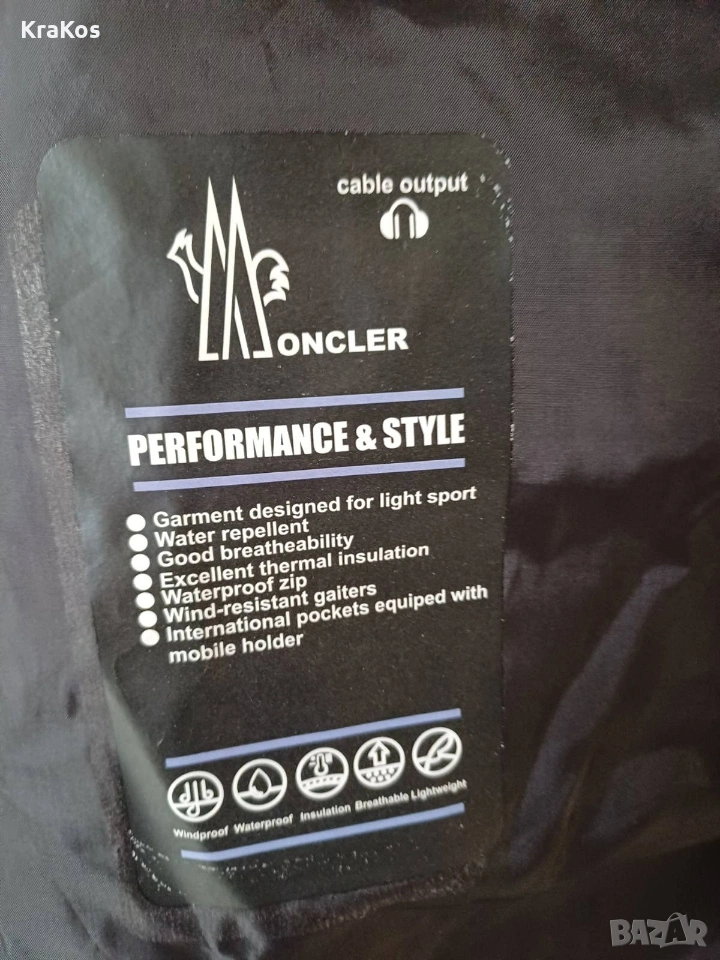 KraKos
cable output
MONCLER
PERFORMANCE & STYLE
Garment designed for light sport
Water repellent
Good breatheability
Excellent thermal insulation
Waterproof zip
Wind-resistant gaiters
International pockets equiped with
mobile holder
Windproof Waterproof Insulation Breathable Lightweight
BAZAR